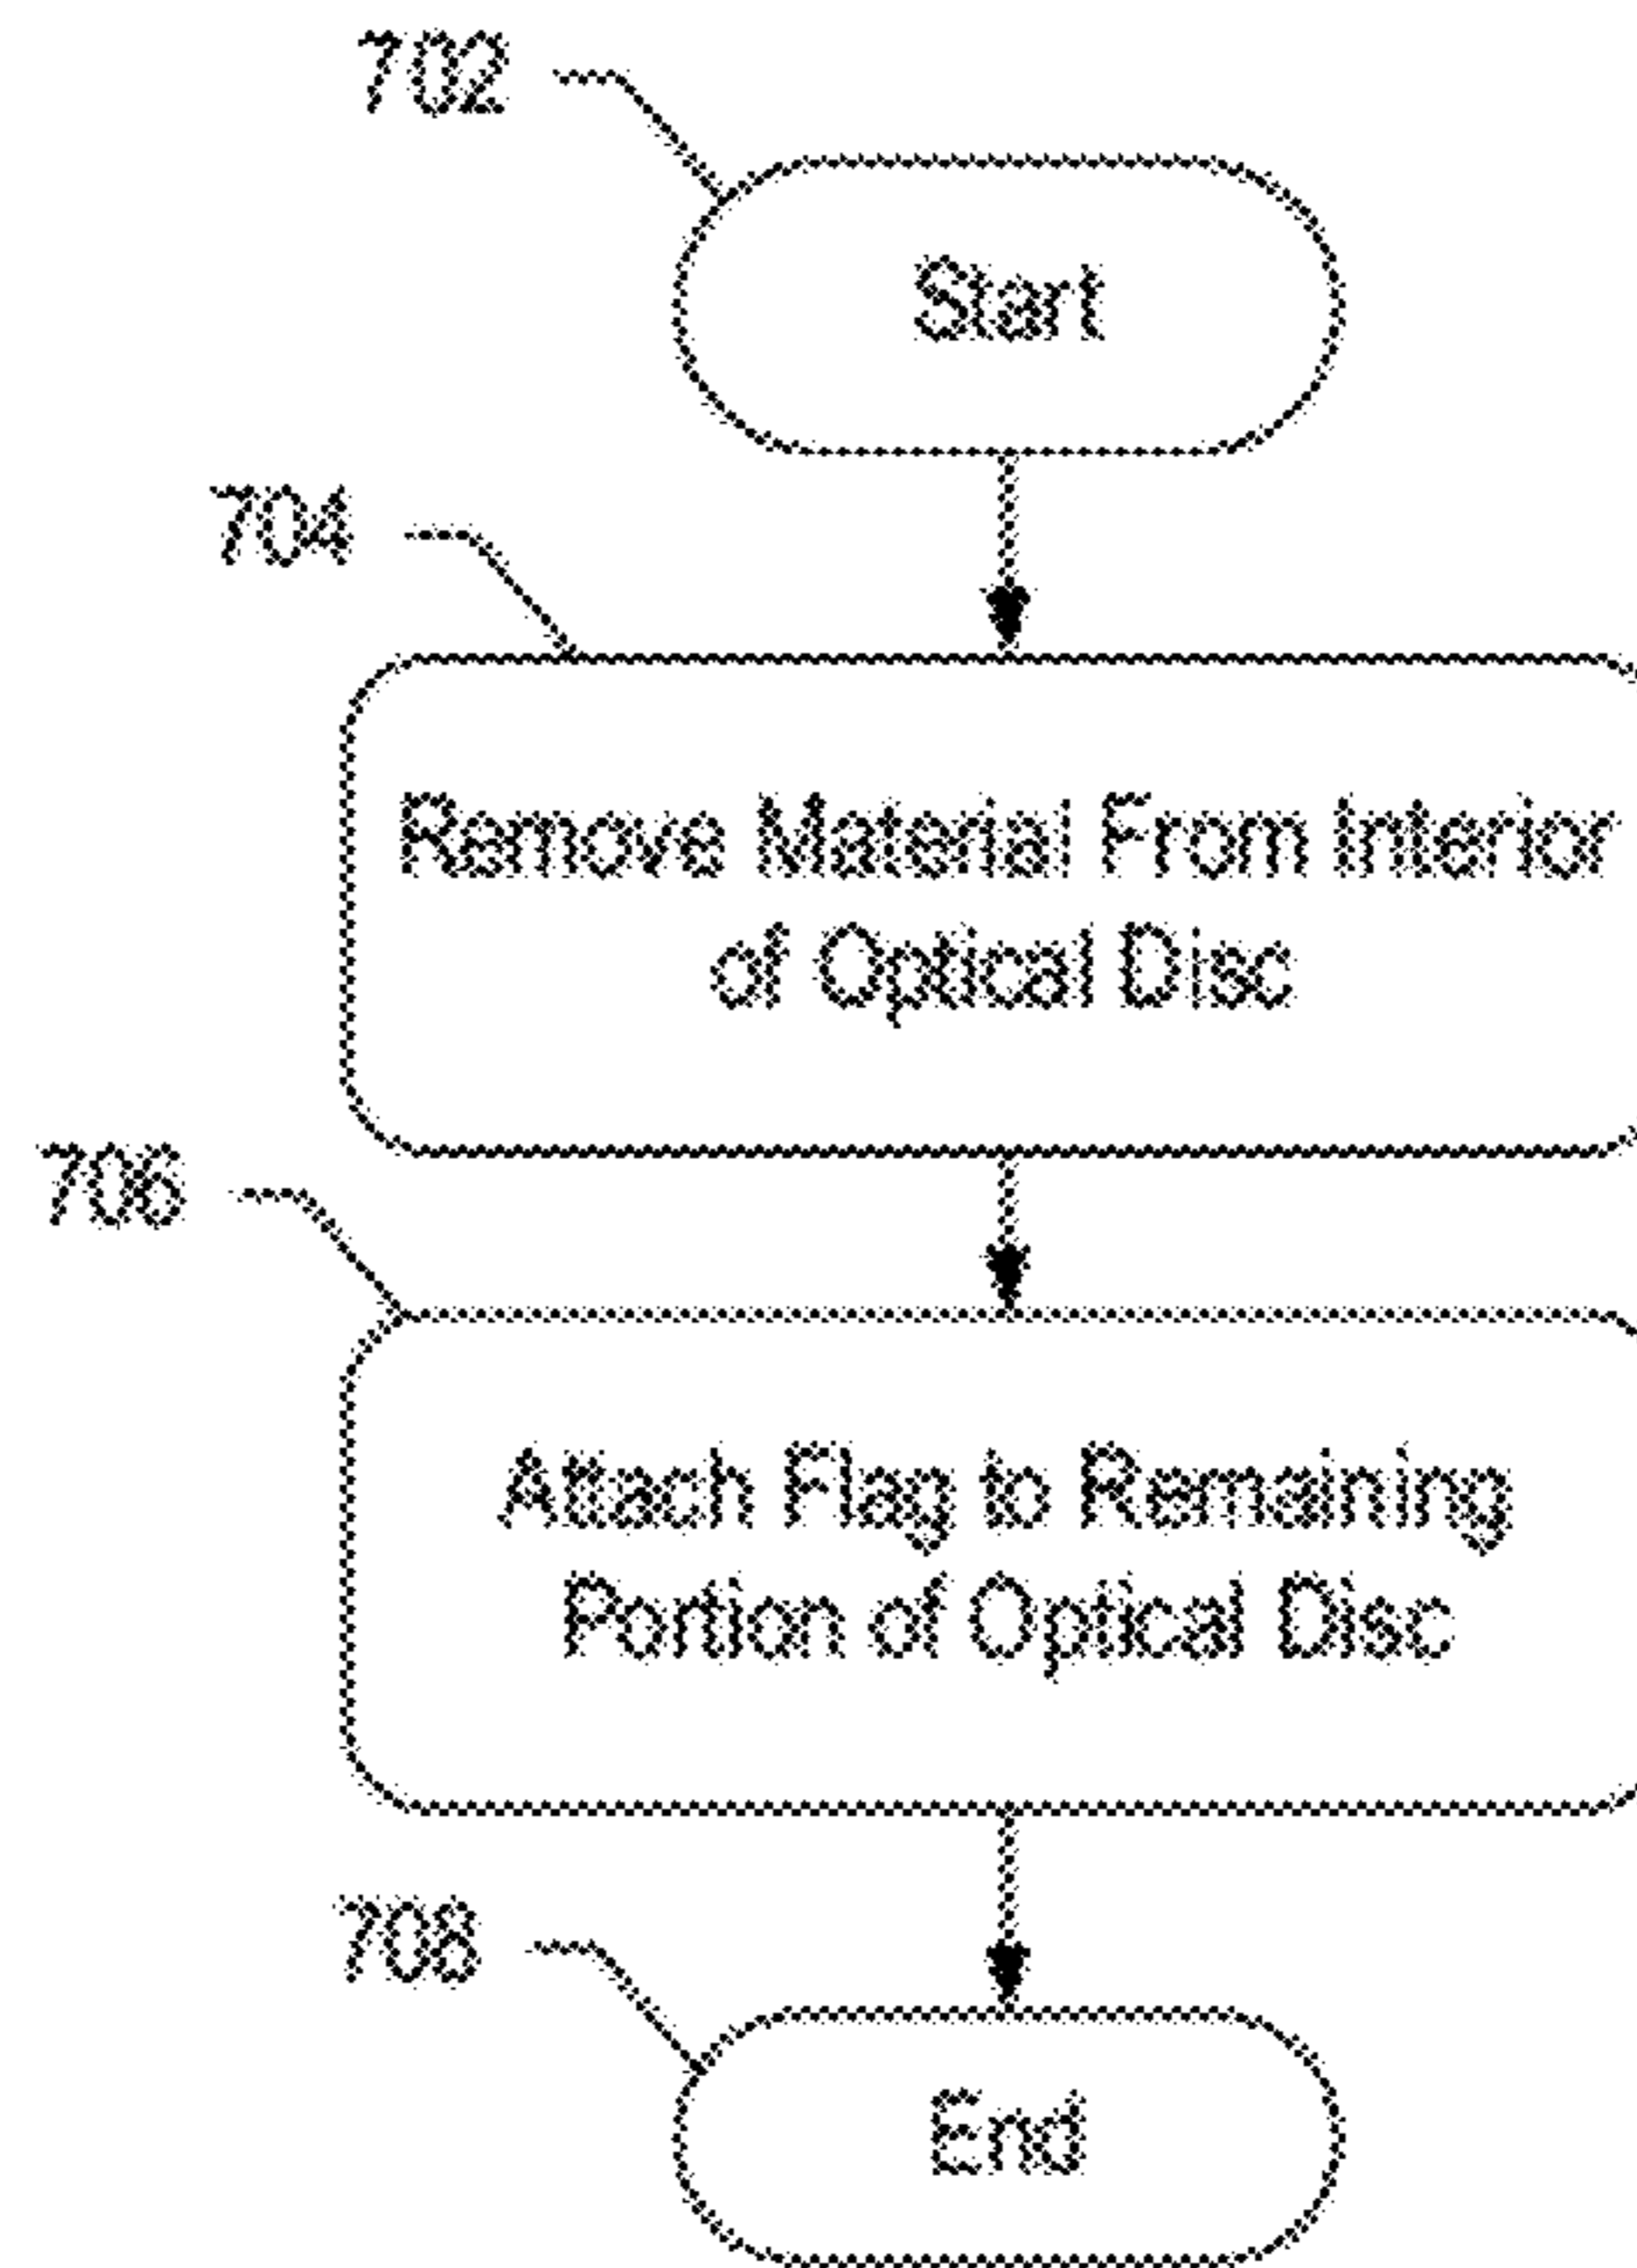 702
Start
704
Remove Material From Interior
of Optical Disc
706
Attach Flag to Remaining
Portion of Optical Disc
708
End